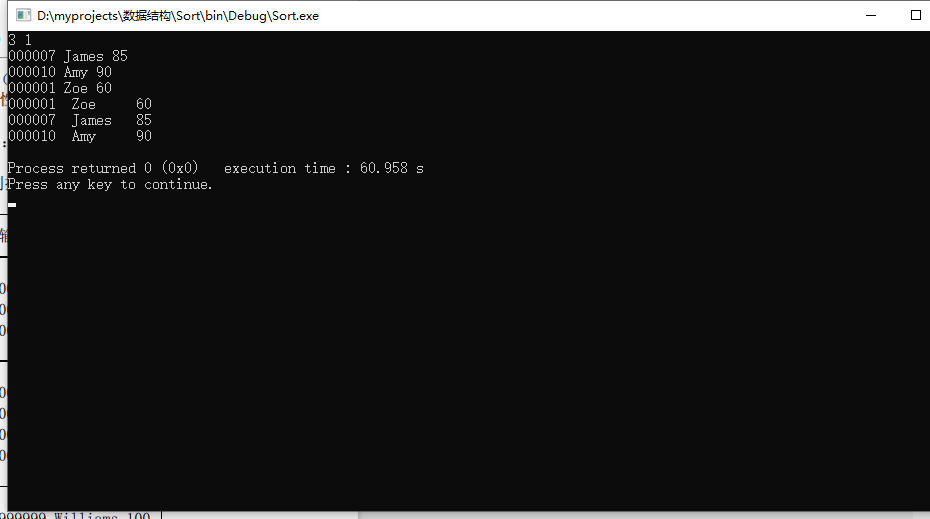 D:\myprojects\数据结构\Sort\bin\Debug\Sort.exe
3 1
000007 James 85
000010 Amy 90
000001 Zoe 60
000001  Zoe     60
000007  James   85
000010  Amy     90
Process returned 0 (0x0)   execution time : 60.958 s
Press any key to continue.
输
999999 Williams 100